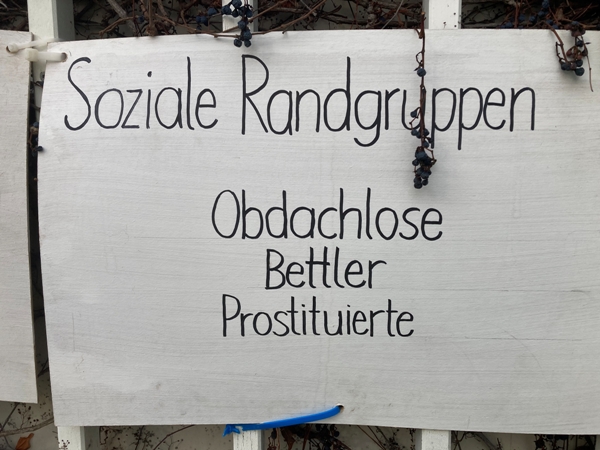 Soziale Randgruppen
Obdachlose
Bettler
Prostituierte